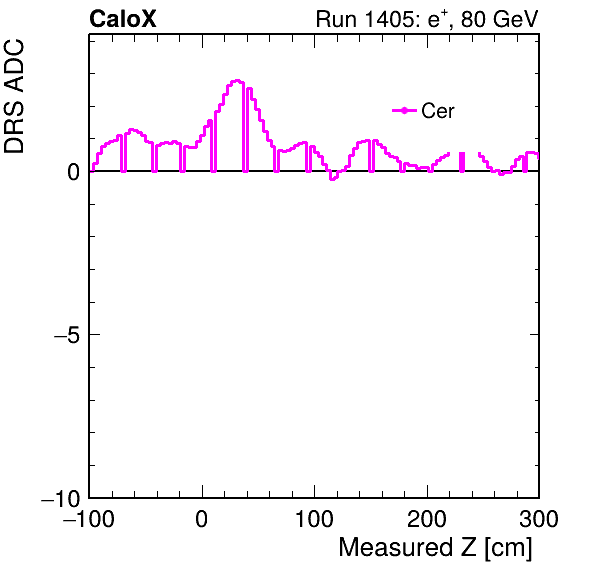 CaloX Run 1405: e⁺, 80 GeV
DRS ADC
Cer
0
−5
−10
−100 0 100 200 300
Measured Z [cm]